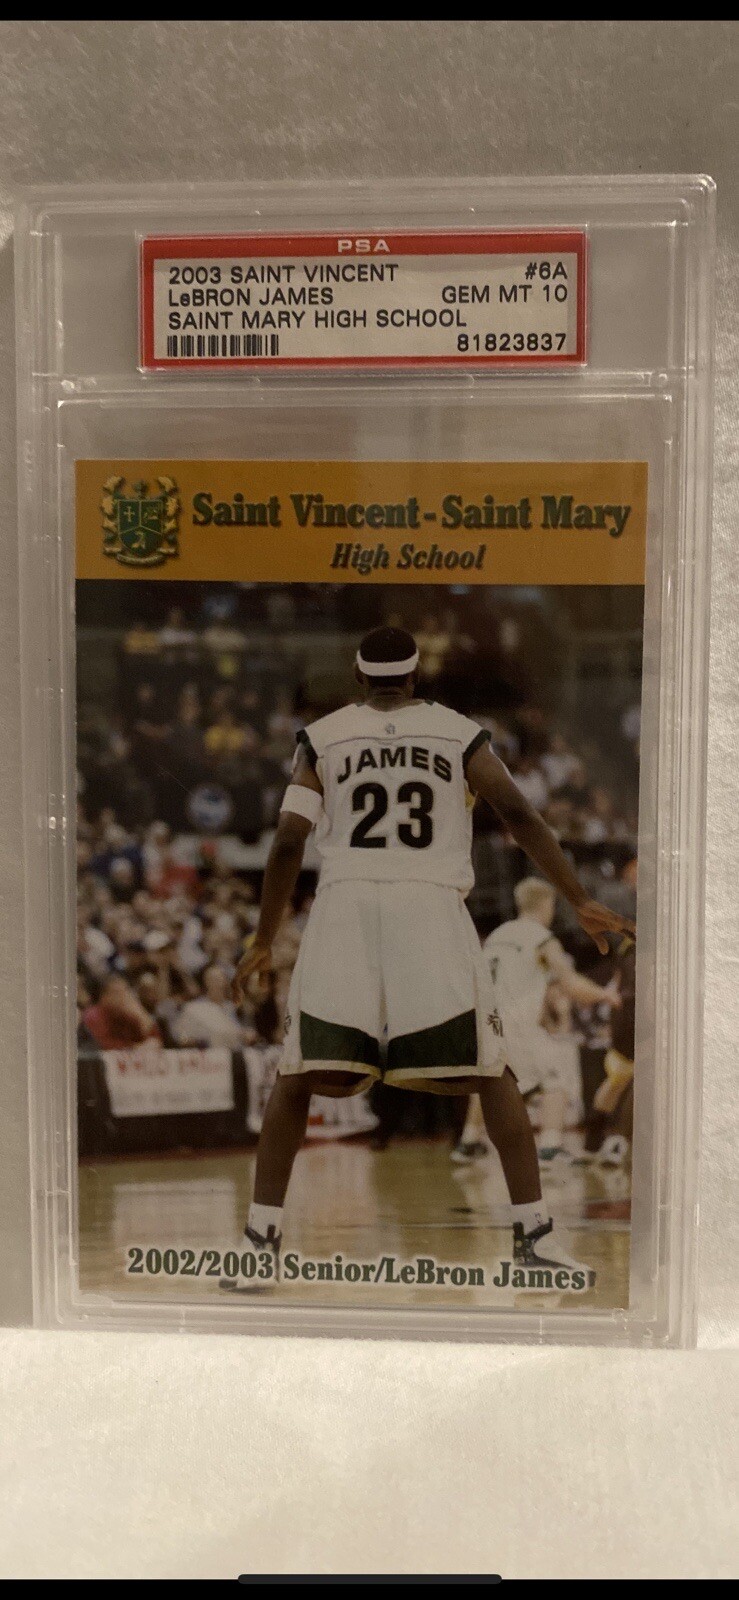 PSA
2003 SAINT VINCENT #6A
LeBRON JAMES GEM MT 10
SAINT MARY HIGH SCHOOL
81823837
Saint Vincent-Saint Mary
High School
JAMES
23
2002/2003 Senior/LeBron James